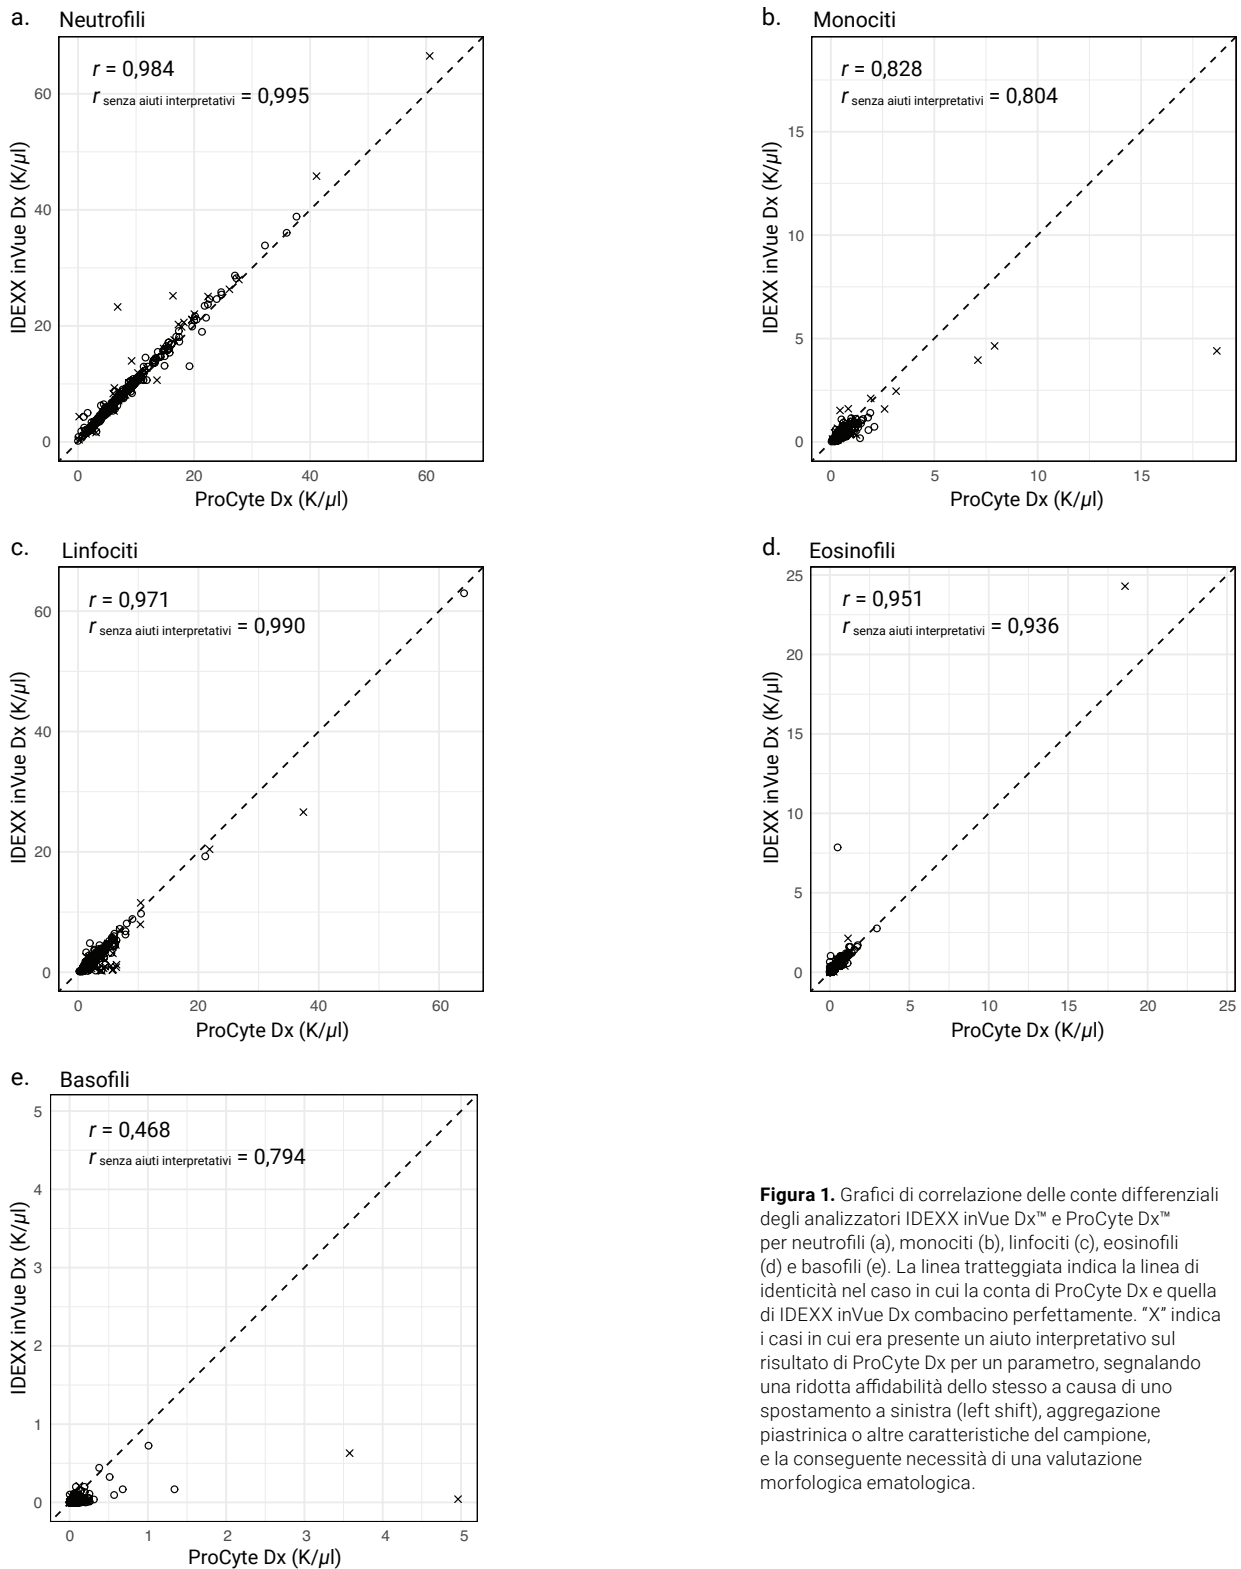 a. Neutrofili
r = 0,984
r senza aiuti interpretativi = 0,995
60
40
20
0
0 20 40 60
IDEXX inVue Dx (K/µl)
ProCyte Dx (K/µl)
b. Monociti
r = 0,828
r senza aiuti interpretativi = 0,804
15
10
5
0
0 5 10 15
IDEXX inVue Dx (K/µl)
ProCyte Dx (K/µl)
c. Linfociti
r = 0,971
r senza aiuti interpretativi = 0,990
60
40
20
0
0 20 40 60
IDEXX inVue Dx (K/µl)
ProCyte Dx (K/µl)
d. Eosinofili
r = 0,951
r senza aiuti interpretativi = 0,936
25
20
15
10
5
0
0 5 10 15 20 25
IDEXX inVue Dx (K/µl)
ProCyte Dx (K/µl)
e. Basofili
r = 0,468
r senza aiuti interpretativi = 0,794
5
4
3
2
1
0
0 1 2 3 4 5
IDEXX inVue Dx (K/µl)
ProCyte Dx (K/µl)
Figura 1. Grafici di correlazione delle conte differenziali
degli analizzatori IDEXX inVue Dx™ e ProCyte Dx™
per neutrofili (a), monociti (b), linfociti (c), eosinofili
(d) e basofili (e). La linea tratteggiata indica la linea di
identicità nel caso in cui la conta di ProCyte Dx e quella
di IDEXX inVue Dx combacino perfettamente. “X” indica
i casi in cui era presente un aiuto interpretativo sul
risultato di ProCyte Dx per un parametro, segnalando
una ridotta affidabilità dello stesso a causa di uno
spostamento a sinistra (left shift), aggregazione
piastrinica o altre caratteristiche del campione,
e la conseguente necessità di una valutazione
morfologica ematologica.